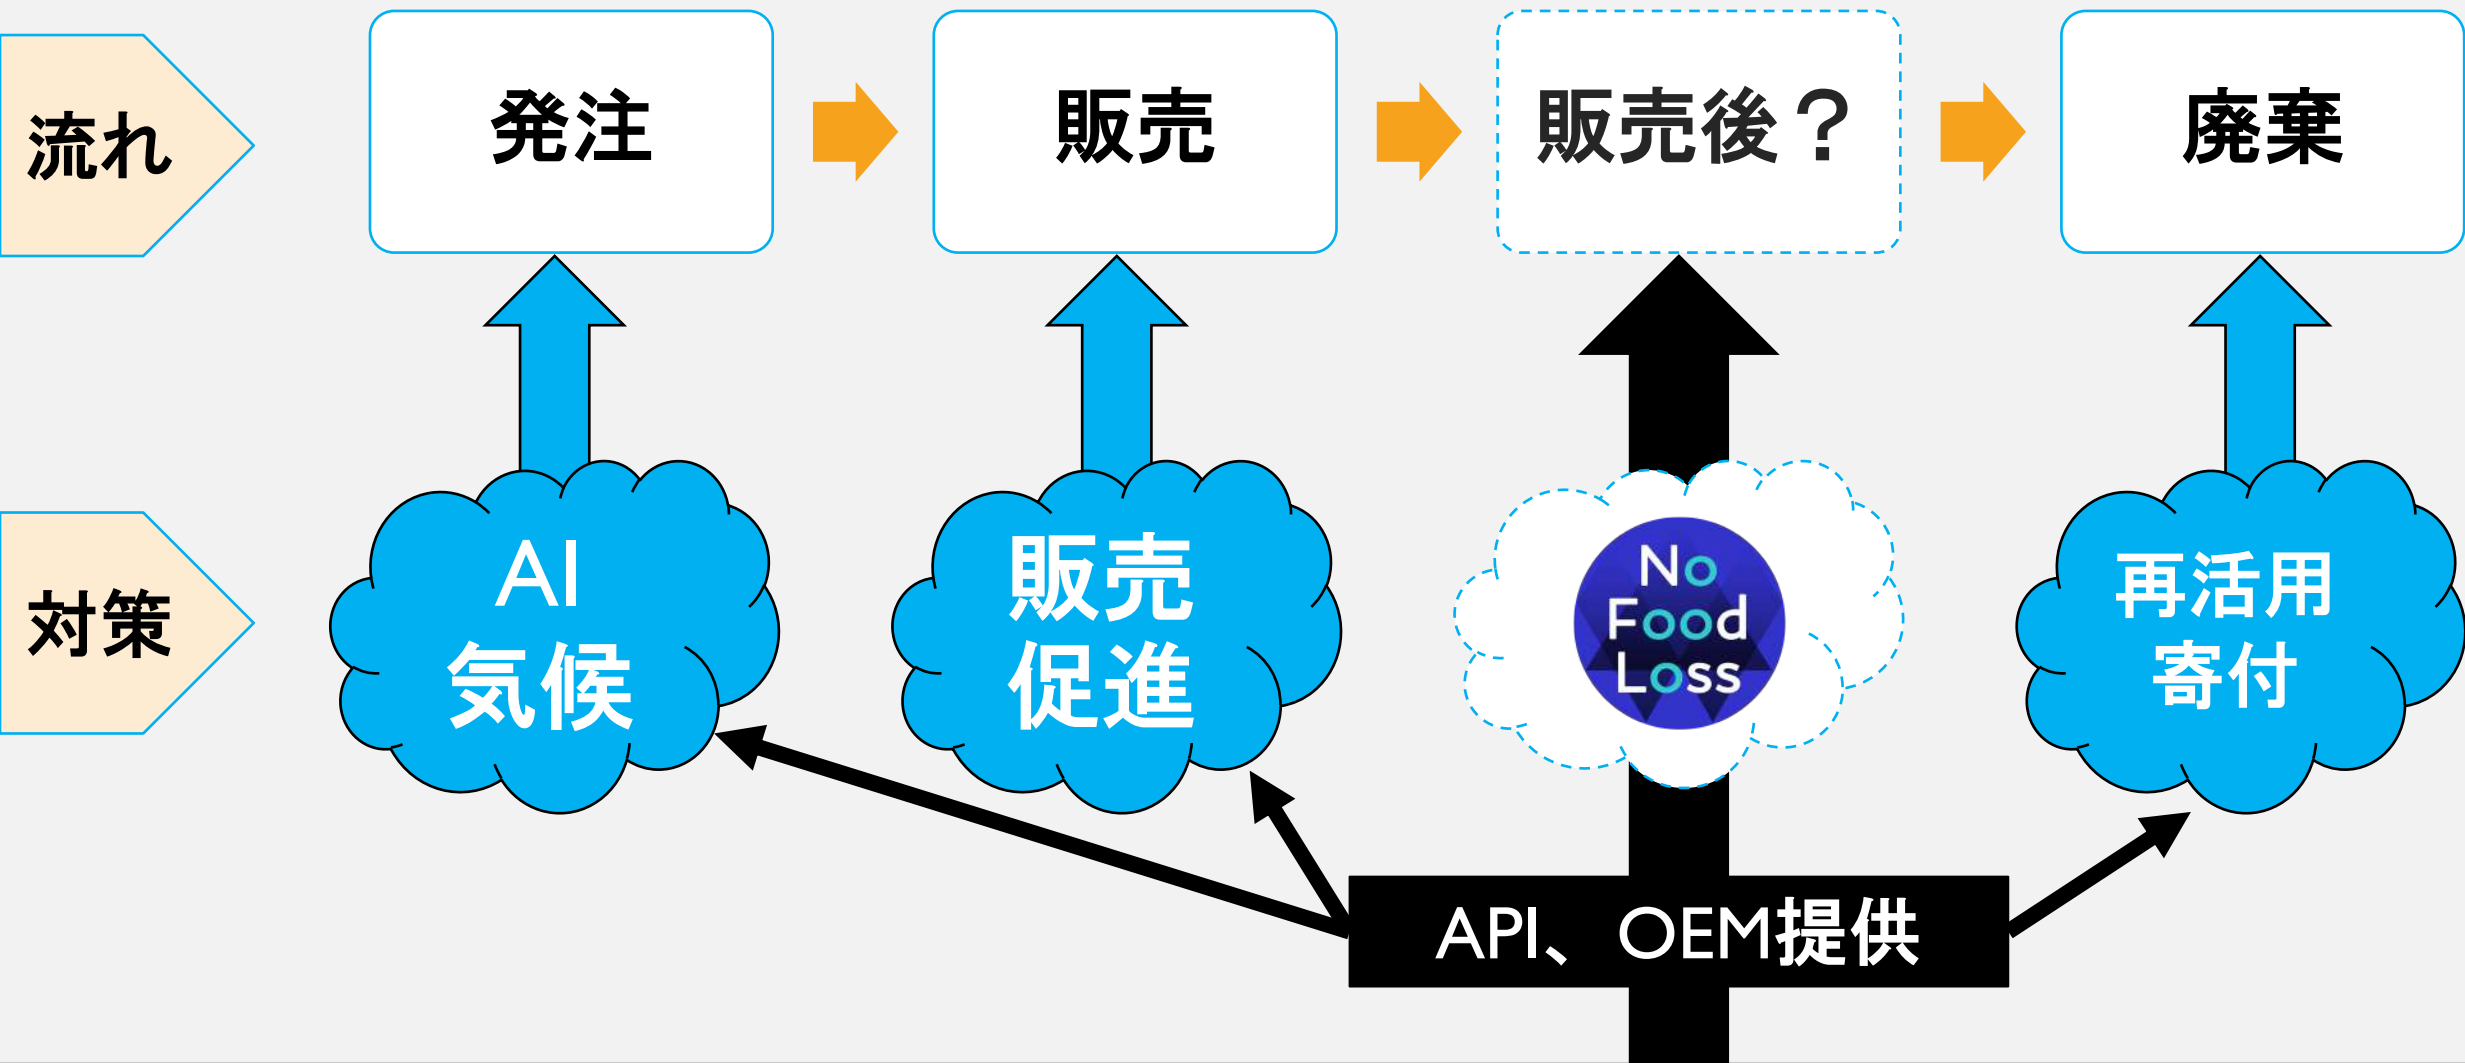 流れ
発注
販売
販売後？
廃棄
対策
AI
気候
販売
促進
No
Food
Loss
再活用
寄付
API、OEM提供